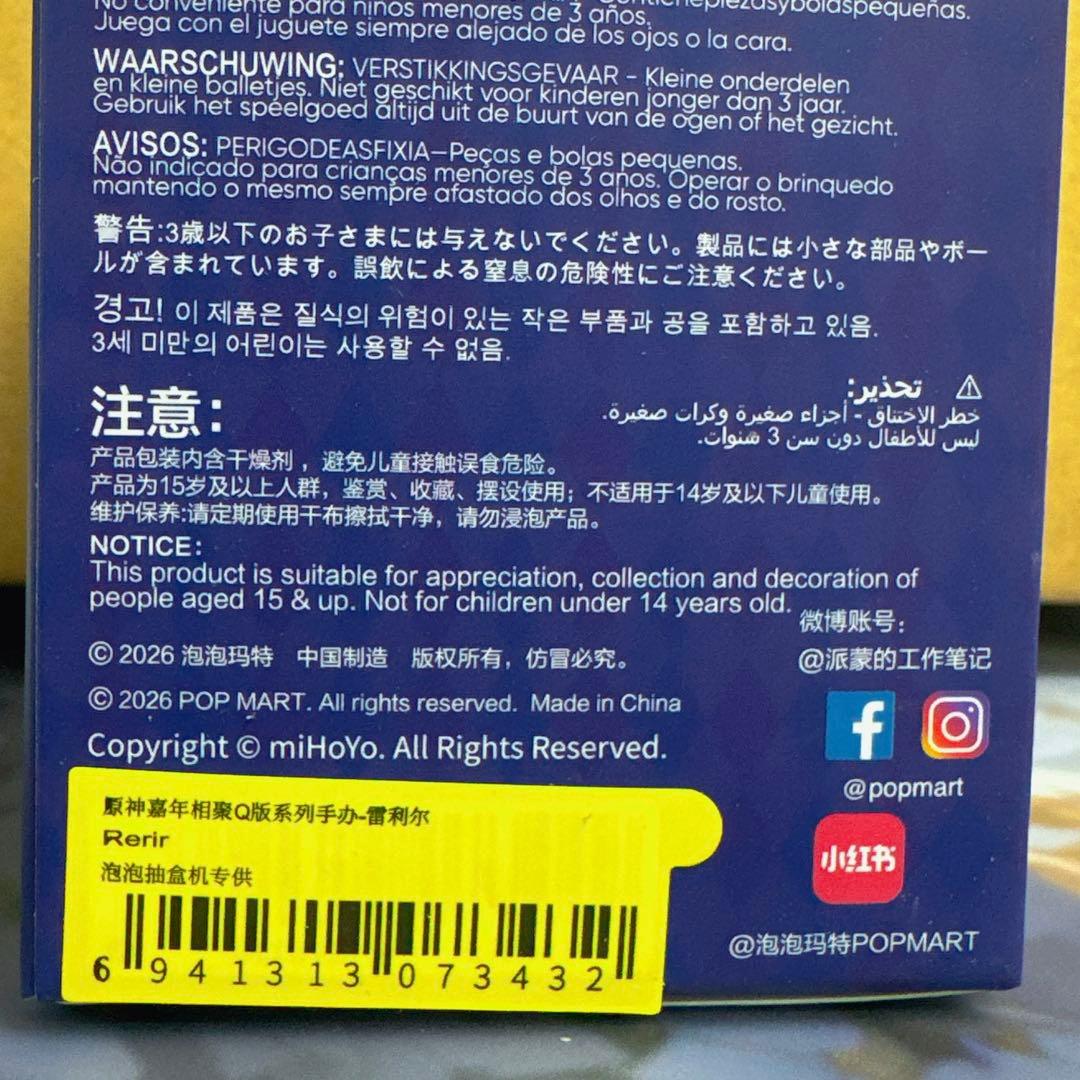 No conveniente para niños menores de 3 años.
Juega con el juguete siempre alejado de los ojos o la cara.
WAARSCHUWING: VERSTIKKINGSGEVAAR - Kleine onderdelen
en kleine balletjes. Niet geschikt voor kinderen jonger dan 3 jaar.
Gebruik het speelgoed altijd uit de buurt van de ogen of het gezicht.
AVISOS: PERIGODEASFIXIA—Peças e bolas pequenas.
Não indicado para crianças menores de 3 anos. Operar o brinquedo
mantendo o mesmo sempre afastado dos olhos e do rosto.
警告:3歳以下のお子さまには与えないでください。製品には小さな部品やボー
ルが含まれています。誤飲による窒息の危険性にご注意ください。
경고! 이 제품은 질식의 위험이 있는 작은 부품과 공을 포함하고 있음.
3세 미만의 어린이는 사용할 수 없음.
⚠ تحذير:
خطر الاختناق - أجزاء صغيرة وكرات صغيرة.
ليس للأطفال دون سن 3 سنوات.
注意:
产品包装内含干燥剂，避免儿童接触误食危险。
产品为15岁及以上人群，鉴赏、收藏、摆设使用；不适用于14岁及以下儿童使用。
维护保养:请定期使用干布擦拭干净，请勿浸泡产品。
NOTICE:
This product is suitable for appreciation, collection and decoration of
people aged 15 & up. Not for children under 14 years old.
微博账号:
@派蒙的工作笔记
© 2026 泡泡玛特 中国制造 版权所有，仿冒必究。
© 2026 POP MART. All rights reserved. Made in China
Copyright © miHoYo. All Rights Reserved.
@popmart
小红书
@泡泡玛特POPMART
原神嘉年相聚Q版系列手办-雷利尔
Rerir
泡泡抽盒机专供
6 941313 073432